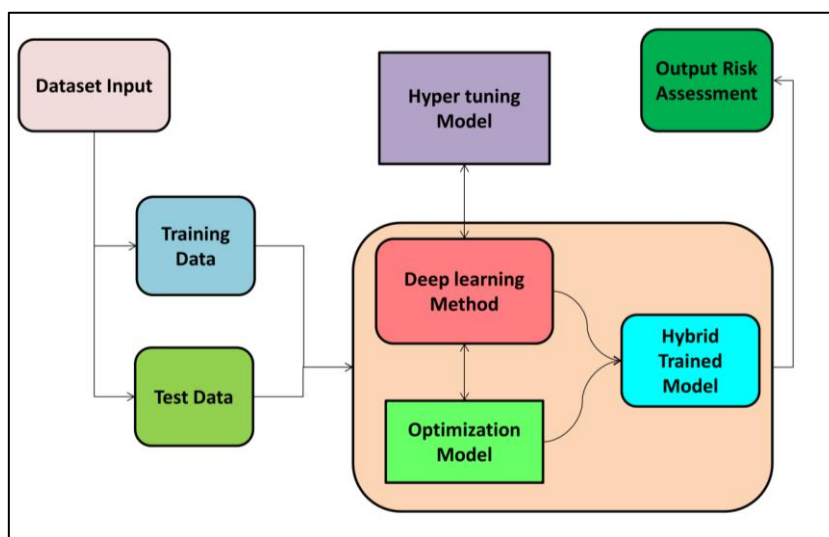 Dataset Input
Hyper tuning
Model
Output Risk
Assessment
Training
Data
Test Data
Deep learning
Method
Optimization
Model
Hybrid
Trained
Model